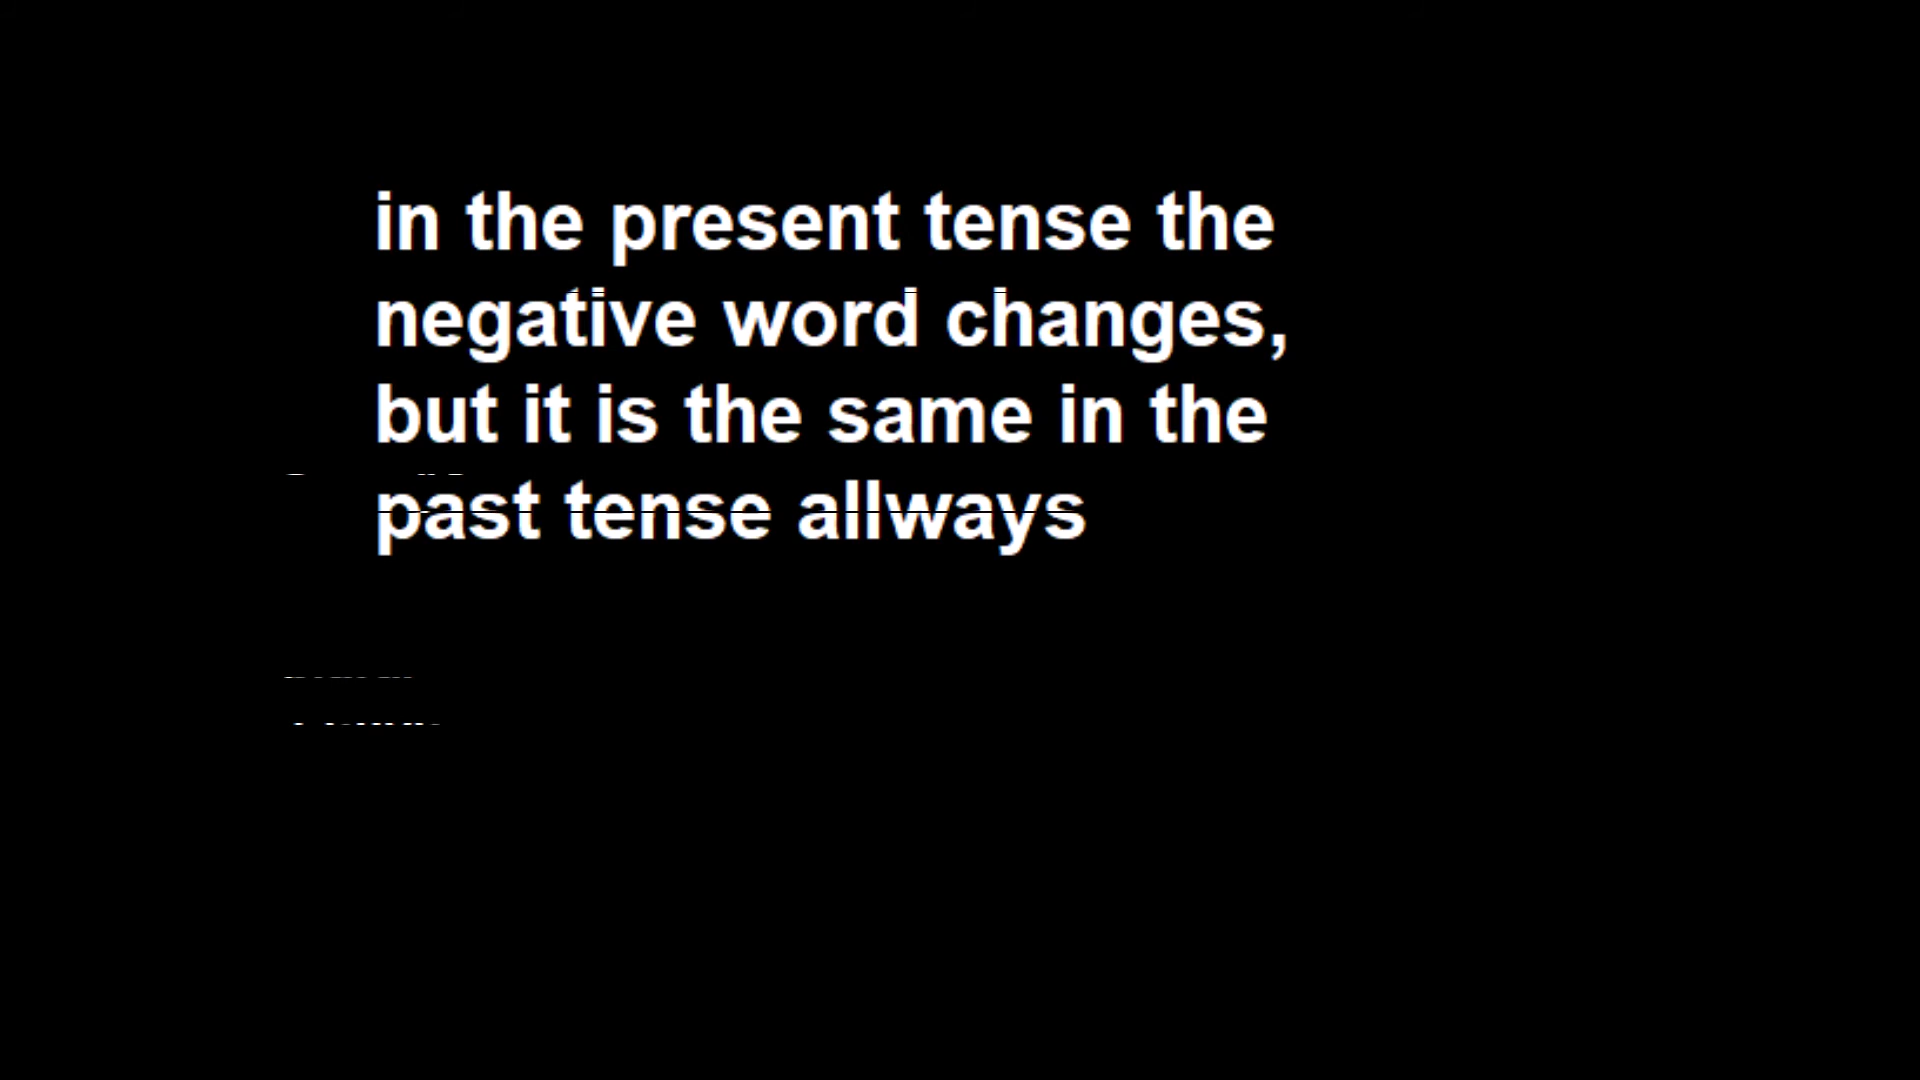 in the present tense the
negative word changes,
but it is the same in the
past tense allways